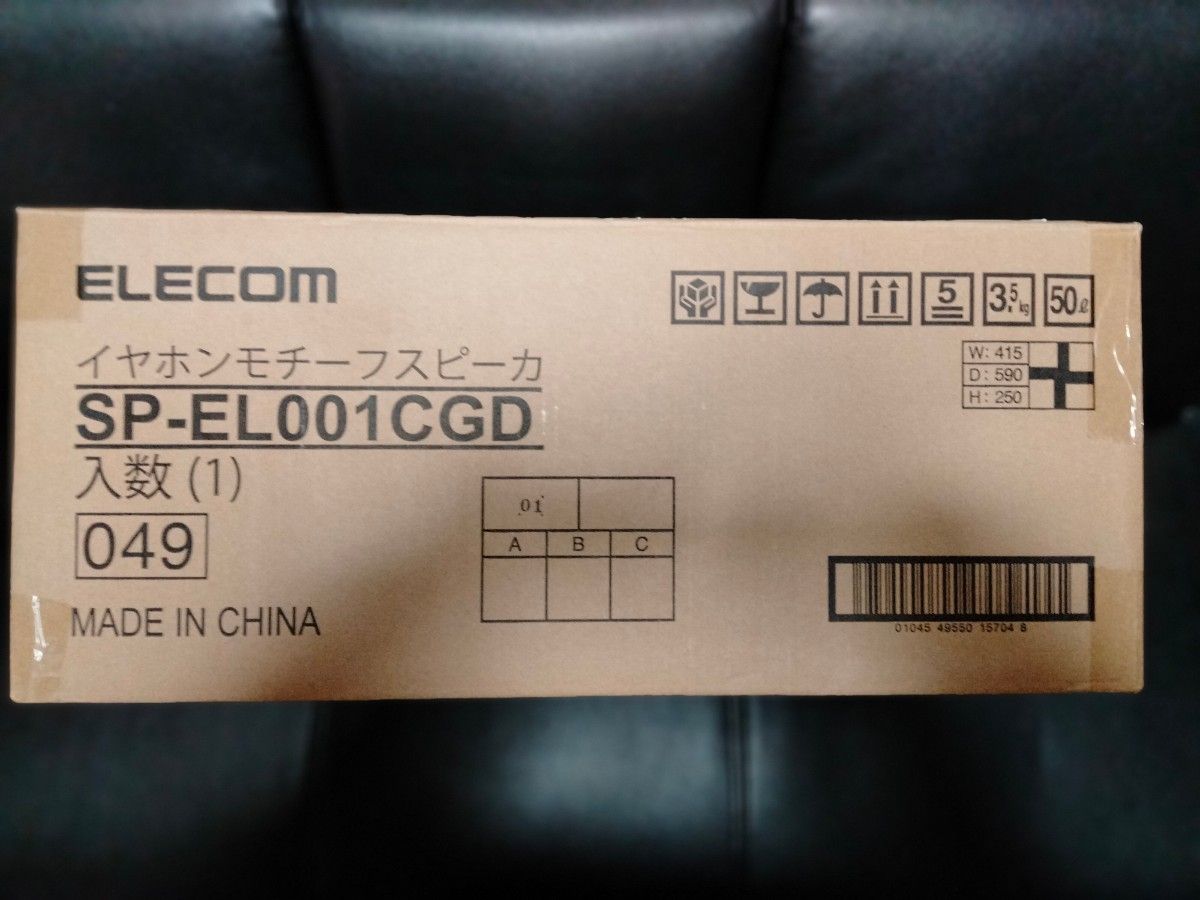 ELECOM
イヤホンモチーフスピーカ
SP-EL001CGD
入数 (1)
049
MADE IN CHINA
5
3.5kg
50ℓ
W: 415
D: 590
H: 250
01
A B C
01045 49550 15704 8